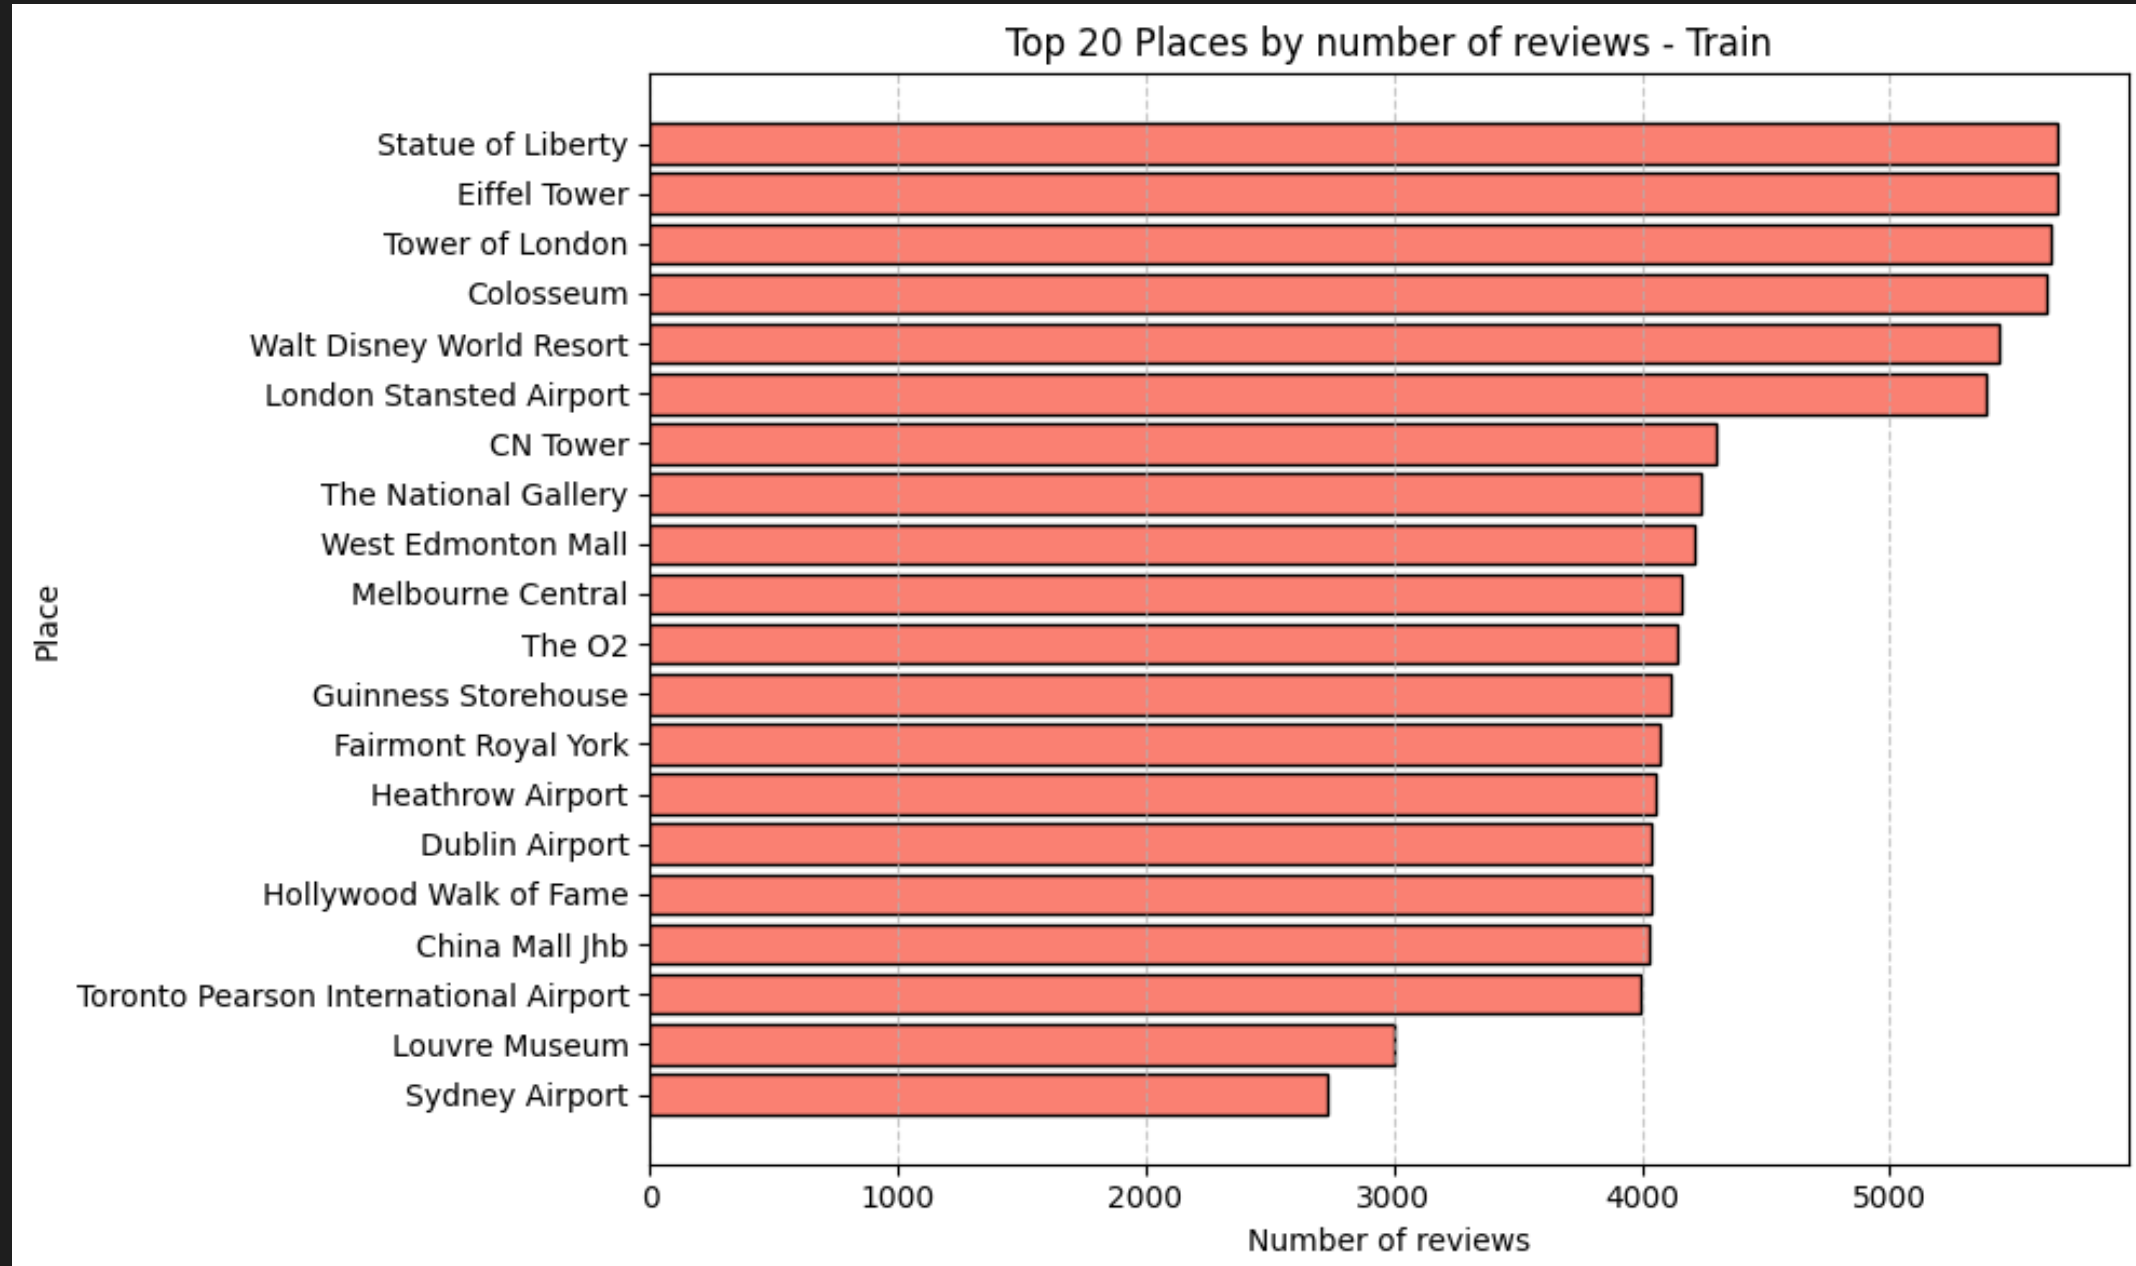 Top 20 Places by number of reviews - Train
Statue of Liberty
Eiffel Tower
Tower of London
Colosseum
Walt Disney World Resort
London Stansted Airport
CN Tower
The National Gallery
West Edmonton Mall
Melbourne Central
The O2
Guinness Storehouse
Fairmont Royal York
Heathrow Airport
Dublin Airport
Hollywood Walk of Fame
China Mall Jhb
Toronto Pearson International Airport
Louvre Museum
Sydney Airport
Place
0 1000 2000 3000 4000 5000
Number of reviews